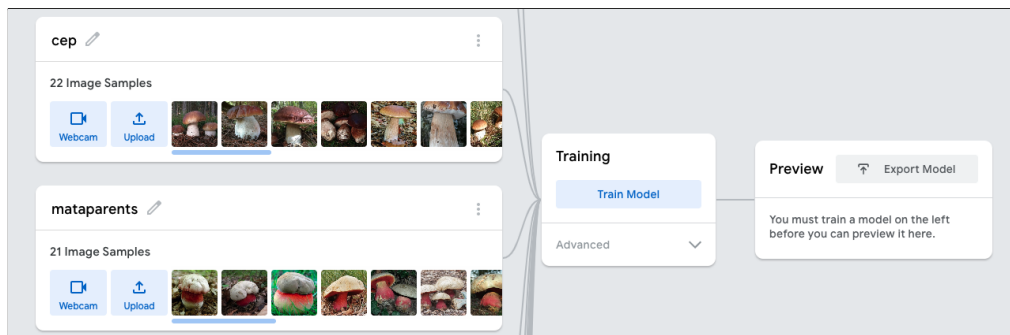 cep
22 Image Samples
Webcam
Upload
mataparents
21 Image Samples
Webcam
Upload
Training
Train Model
Advanced
Preview
Export Model
You must train a model on the left
before you can preview it here.